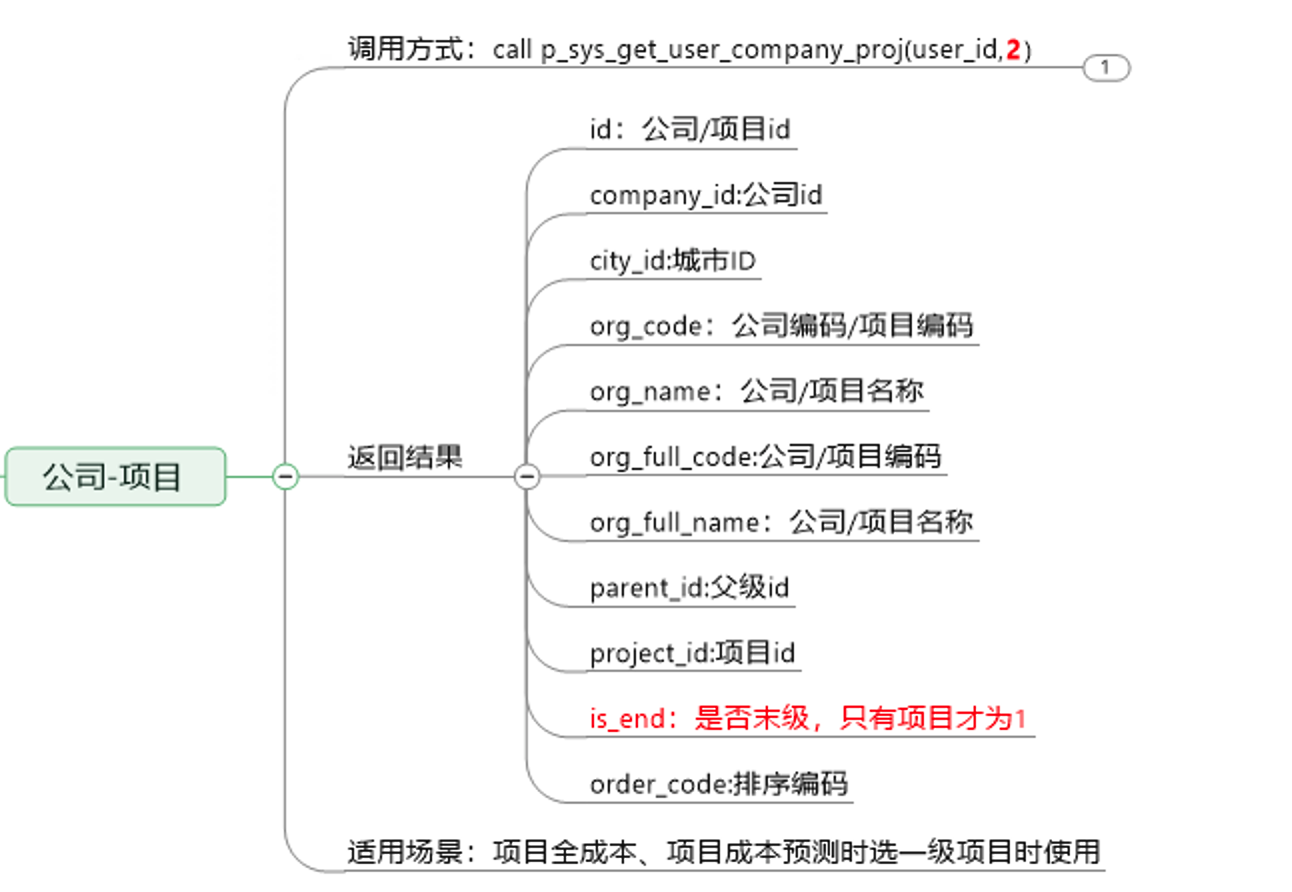 调用方式：call p_sys_get_user_company_proj(user_id,2)
1
id：公司/项目id
company_id:公司id
city_id:城市ID
org_code：公司编码/项目编码
org_name：公司/项目名称
返回结果
org_full_code:公司/项目编码
公司-项目
org_full_name：公司/项目名称
parent_id:父级id
project_id:项目id
is_end：是否末级，只有项目才为1
order_code:排序编码
适用场景：项目全成本、项目成本预测时选一级项目时使用